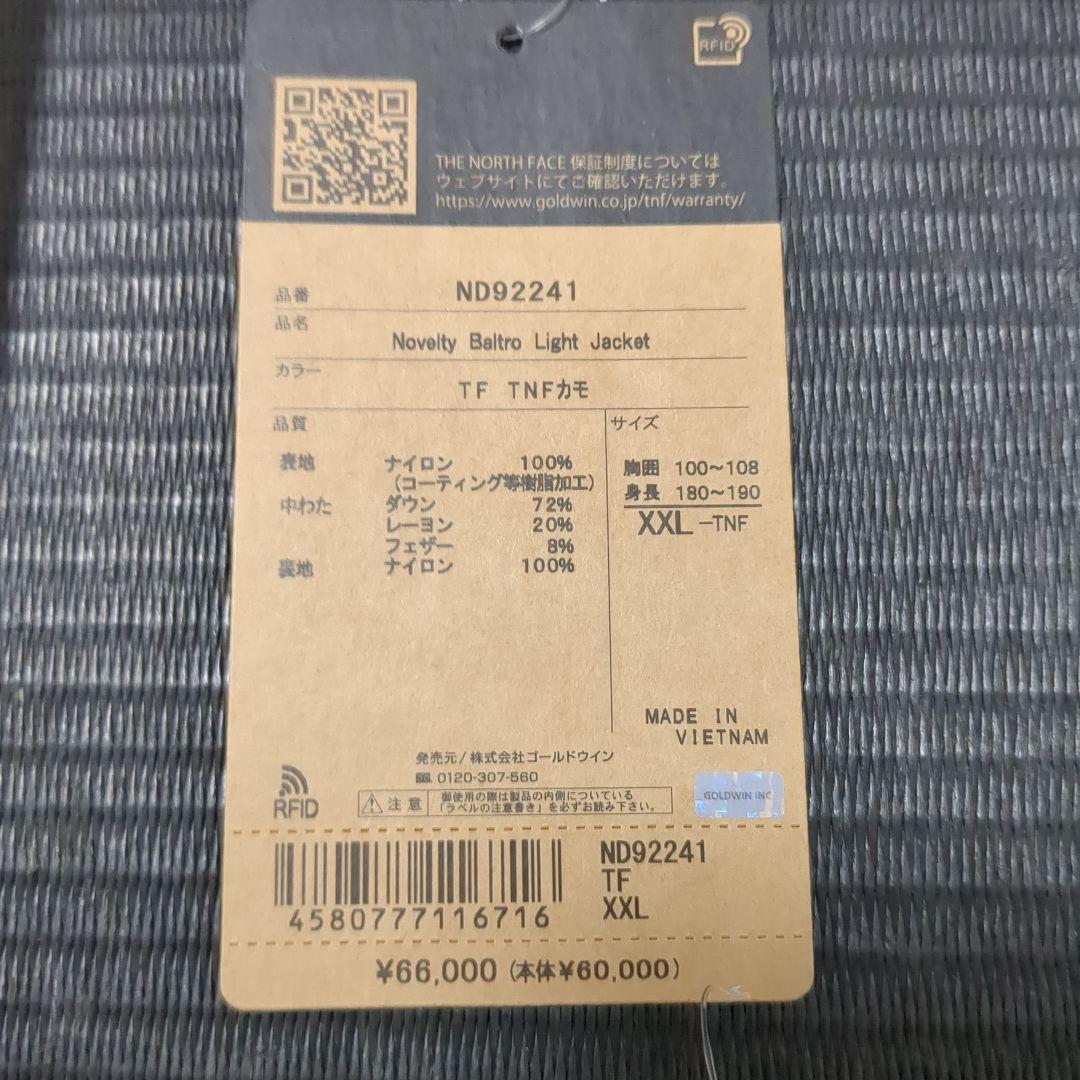 RFID
THE NORTH FACE 保証制度については
ウェブサイトにてご確認いただけます。
https://www.goldwin.co.jp/tnf/warranty/
品番 ND92241
品名
Novelty Baltro Light Jacket
カラー
TF TNFカモ
品質
表地 ナイロン 100%
（コーティング等樹脂加工）
中わた ダウン 72%
レーヨン 20%
フェザー 8%
裏地 ナイロン 100%
サイズ
胸囲 100～108
身長 180～190
XXL -TNF
MADE IN
VIETNAM
発売元/株式会社ゴールドウイン
0120-307-560
RFID
注意
御使用の際は製品の内側についている
「ラベルの注意書き」を必ずお読み下さい。
GOLDWIN INC
4580777116716
ND92241
TF
XXL
¥66,000 (本体¥60,000)